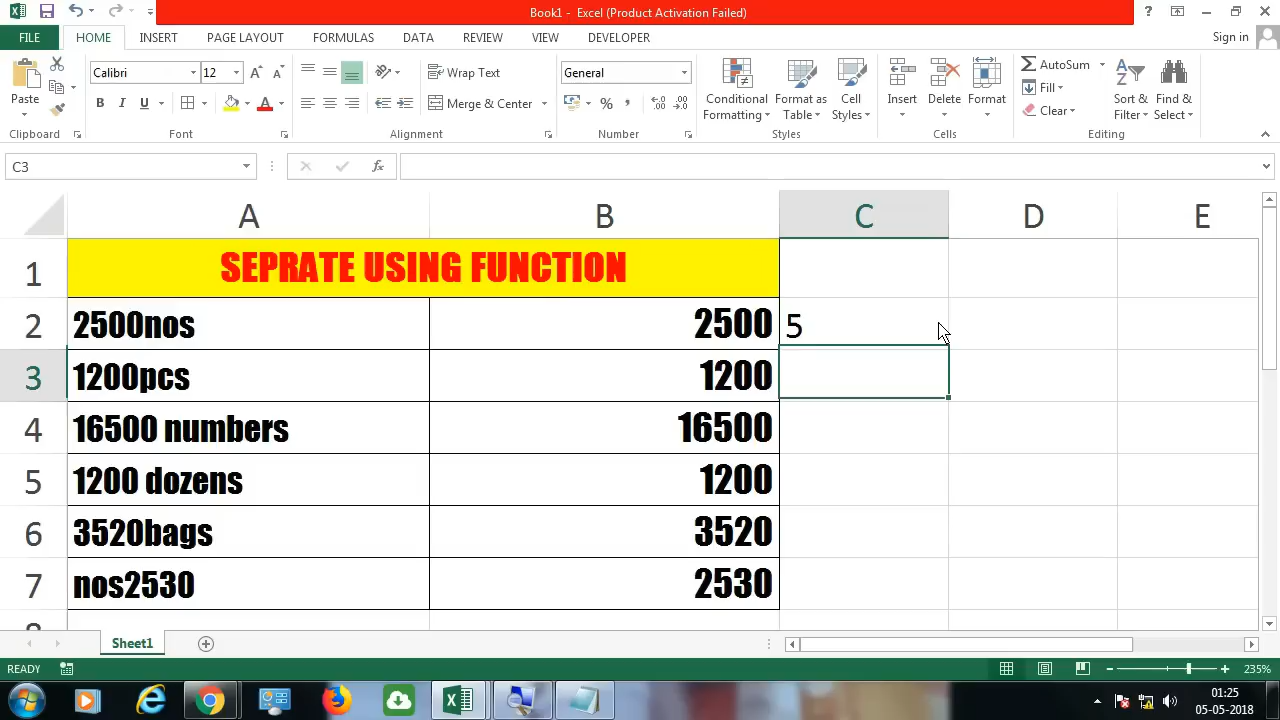 Book1 - Excel (Product Activation Failed)
FILE HOME INSERT PAGE LAYOUT FORMULAS DATA REVIEW VIEW DEVELOPER Sign in
Paste Calibri 12 Wrap Text General Conditional Formatting Format as Table Cell Styles Insert Delete Format AutoSum Sort & Filter Find & Select
B I U Merge & Center % Fill
Clear
Clipboard Font Alignment Number Styles Cells Editing
C3 fx
A B C D E
1 SEPRATE USING FUNCTION
2 2500nos 2500 5
3 1200pcs 1200
4 16500 numbers 16500
5 1200 dozens 1200
6 3520bags 3520
7 nos2530 2530
Sheet1
READY 235%
01:25
05-05-2018